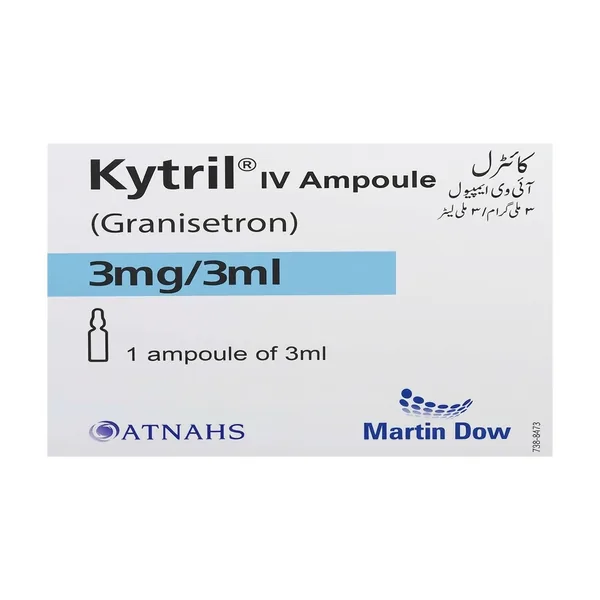 Kytril® IV Ampoule
(Granisetron)
3mg/3ml
1 ampoule of 3ml
کائٹرل
آئی وی ایمپیول
۳ ملی گرام/۳ ملی لیٹر
ATNAHS
Martin Dow
738-8473